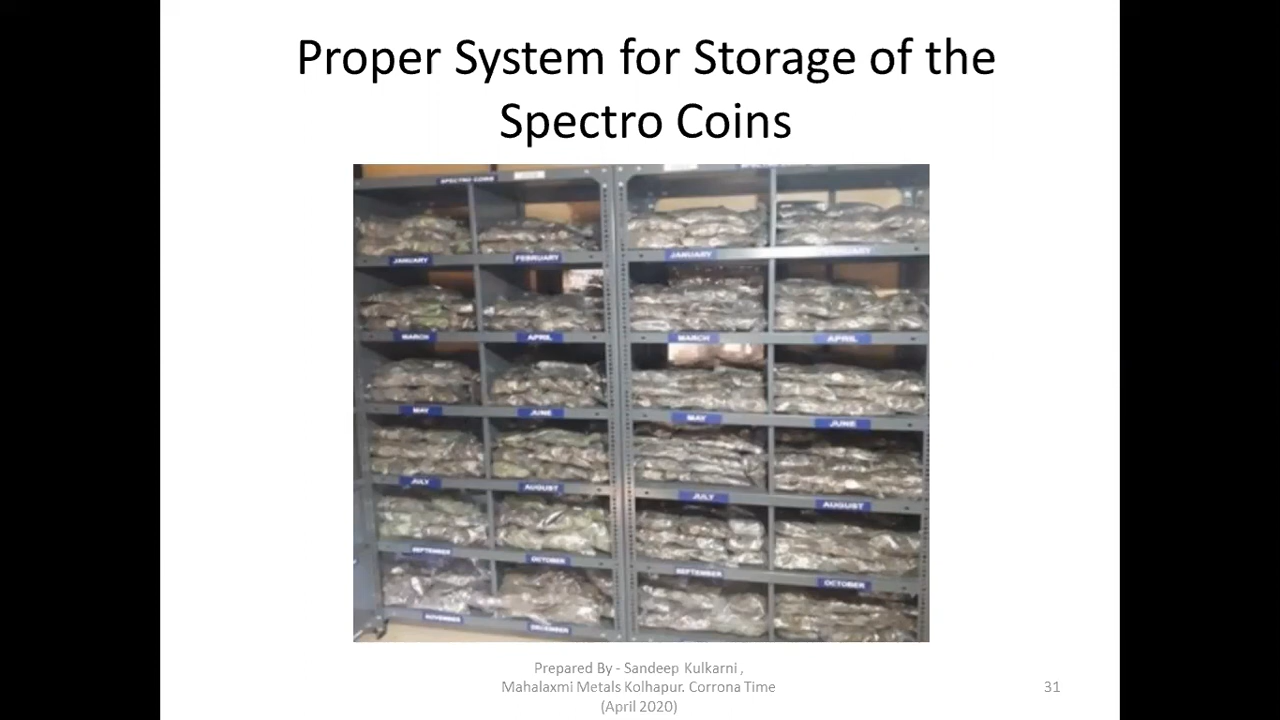 Proper System for Storage of the
Spectro Coins
SPECTRO COINS
JANUARY
FEBRUARY
JANUARY
MARCH
APRIL
MARCH
APRIL
MAY
JUNE
MAY
JUNE
JULY
AUGUST
JULY
AUGUST
SEPTEMBER
OCTOBER
SEPTEMBER
OCTOBER
NOVEMBER
DECEMBER
Prepared By - Sandeep Kulkarni ,
Mahalaxmi Metals Kolhapur. Corrona Time
(April 2020)
31